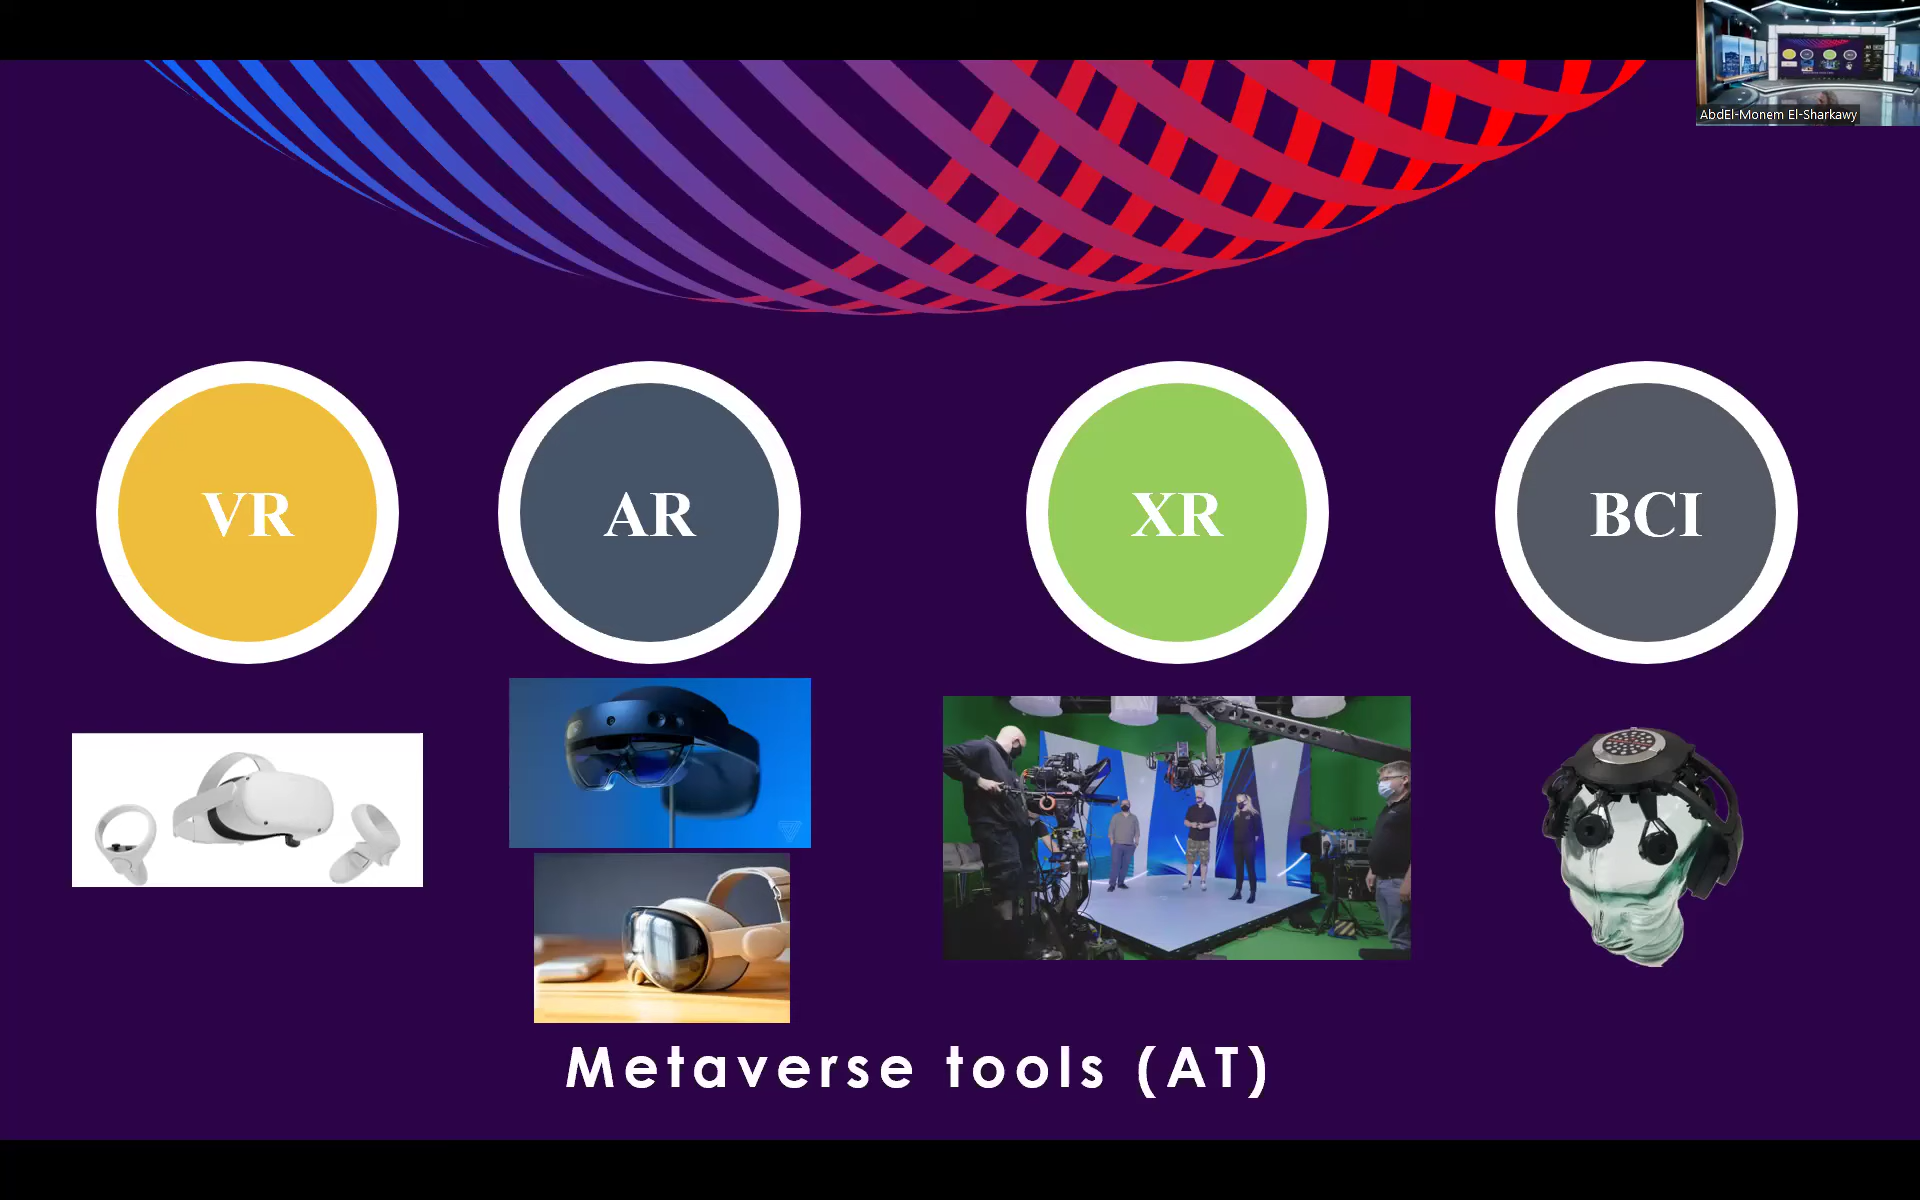 AbdEl-Monem El-Sharkawy
VR
AR
XR
BCI
Metaverse tools (AT)